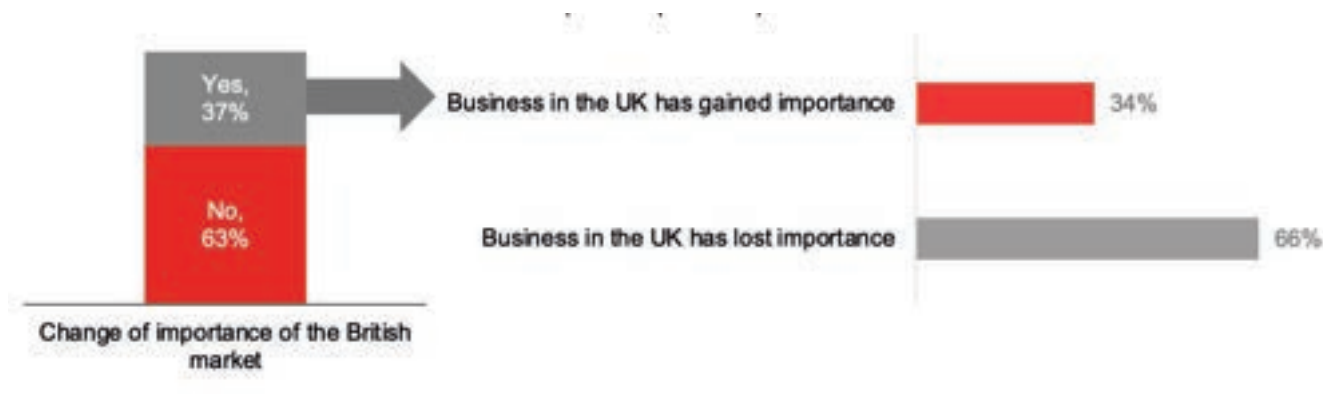 Yes,
37%
No,
63%
Change of importance of the British
market
Business in the UK has gained importance
34%
Business in the UK has lost importance
66%